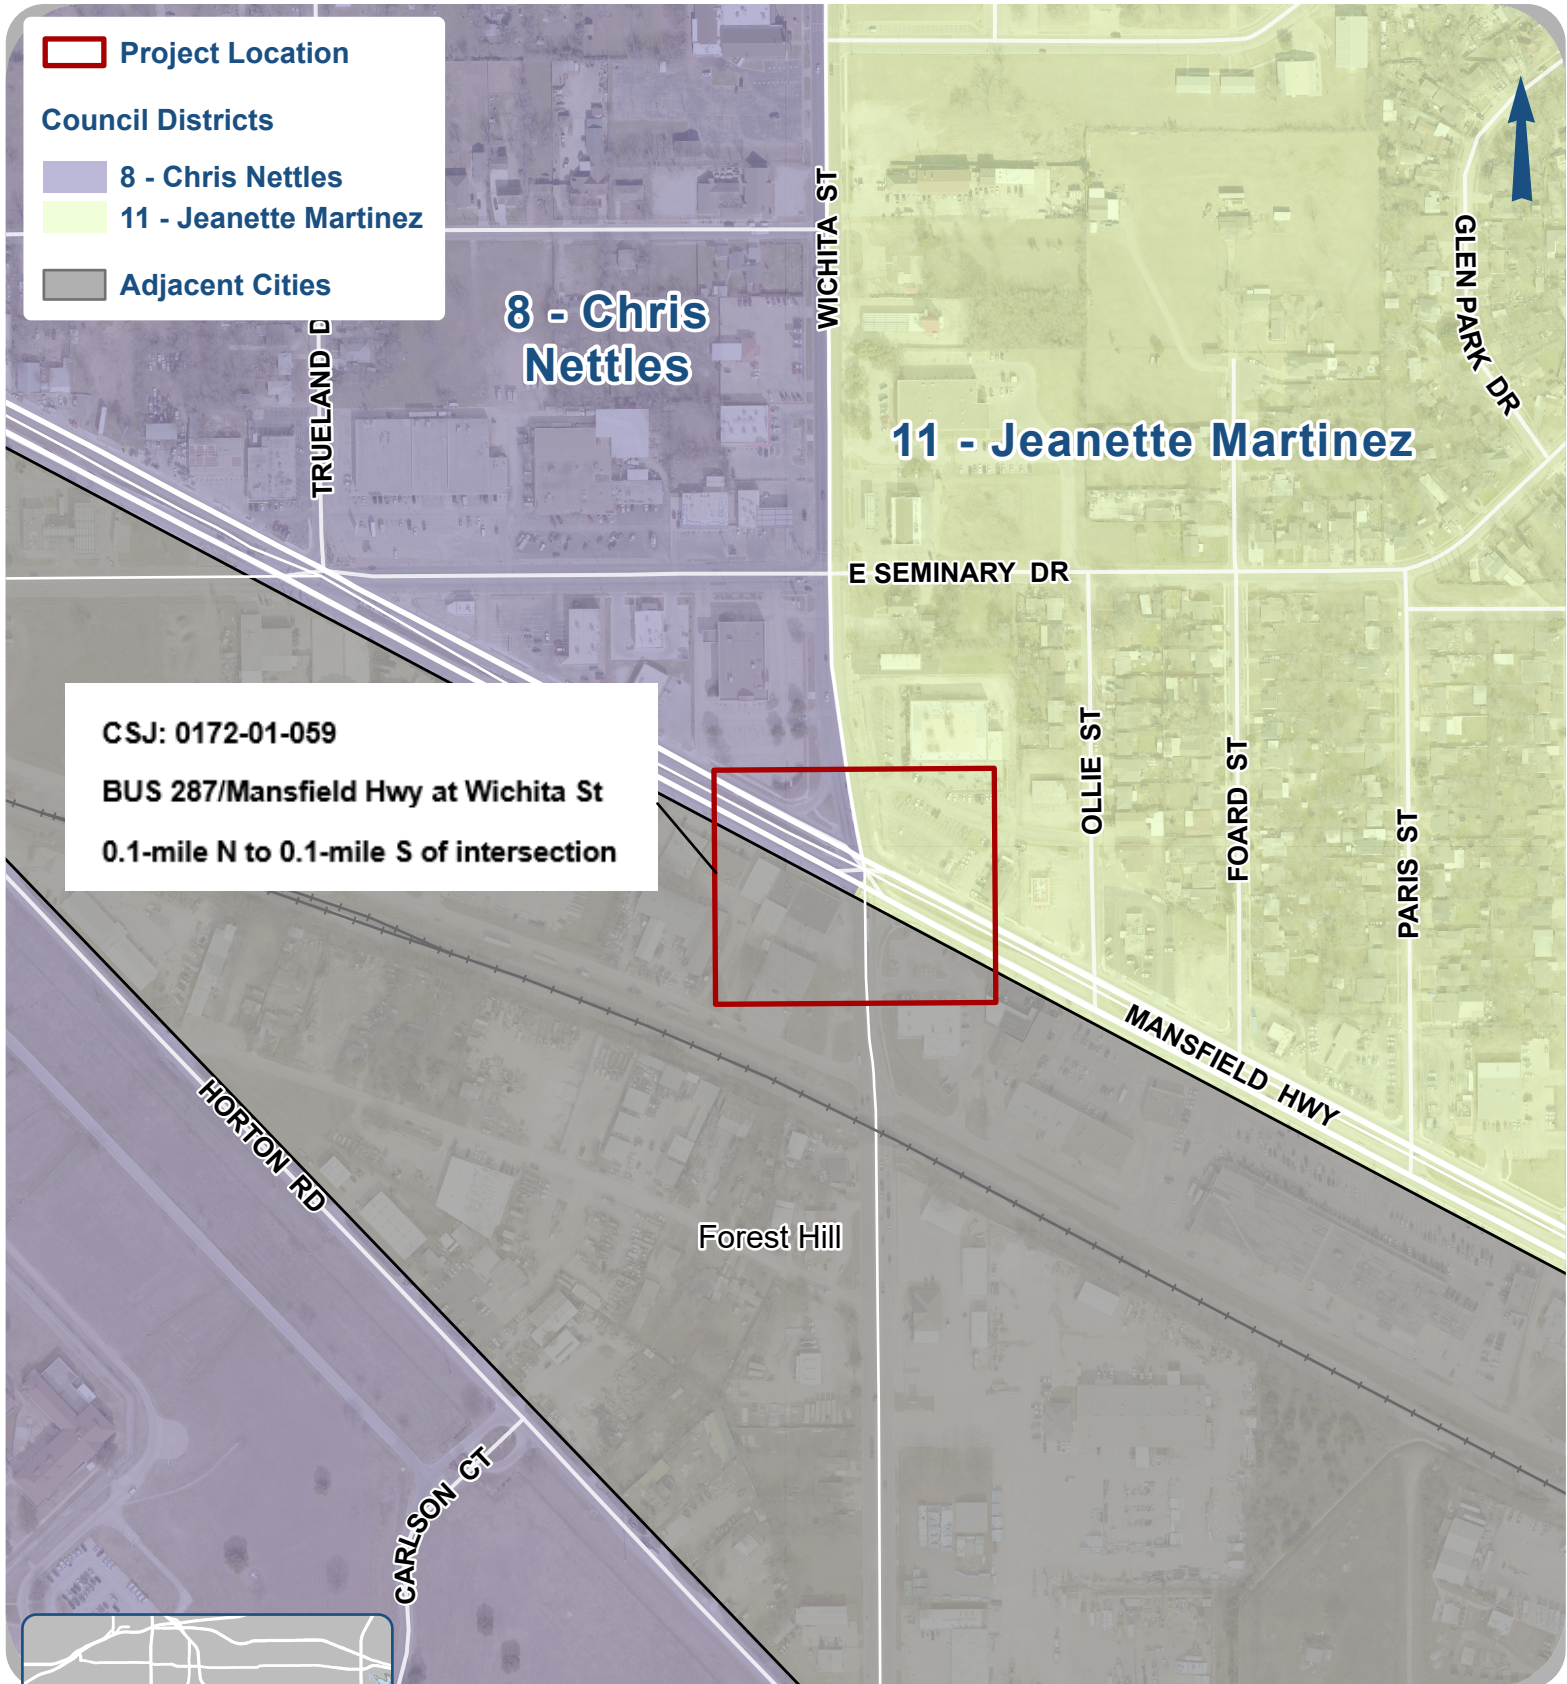 Project Location
Council Districts
8 - Chris Nettles
11 - Jeanette Martinez
Adjacent Cities
8 - Chris
Nettles
WICHITA ST
GLEN PARK DR
TRUELAND D
11 - Jeanette Martinez
E SEMINARY DR
CSJ: 0172-01-059
BUS 287/Mansfield Hwy at Wichita St
0.1-mile N to 0.1-mile S of intersection
OLLIE ST
FOARD ST
PARIS ST
MANSFIELD HWY
HORTON RD
Forest Hill
CARLSON CT